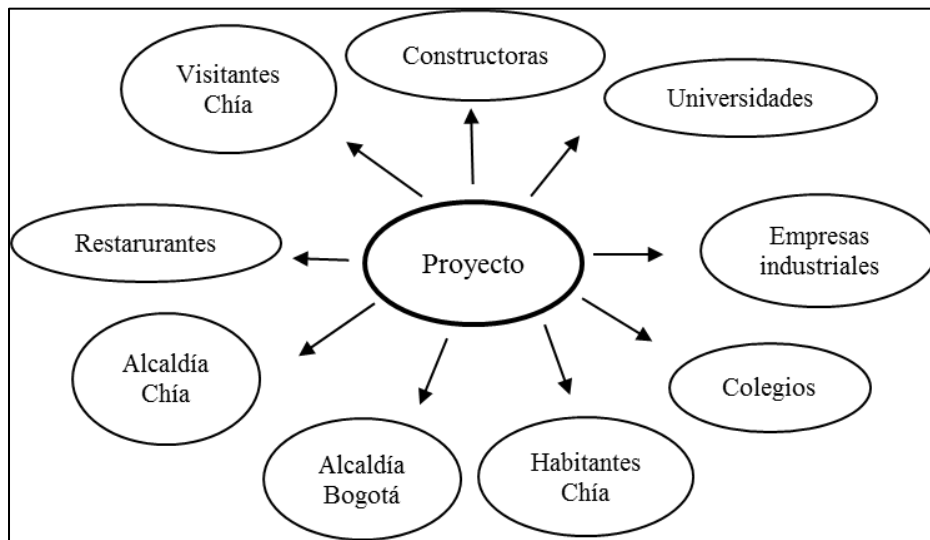 Constructoras
Visitantes
Chía
Universidades
Restarurantes
Proyecto
Empresas
industriales
Alcaldía
Chía
Colegios
Alcaldía
Bogotá
Habitantes
Chía